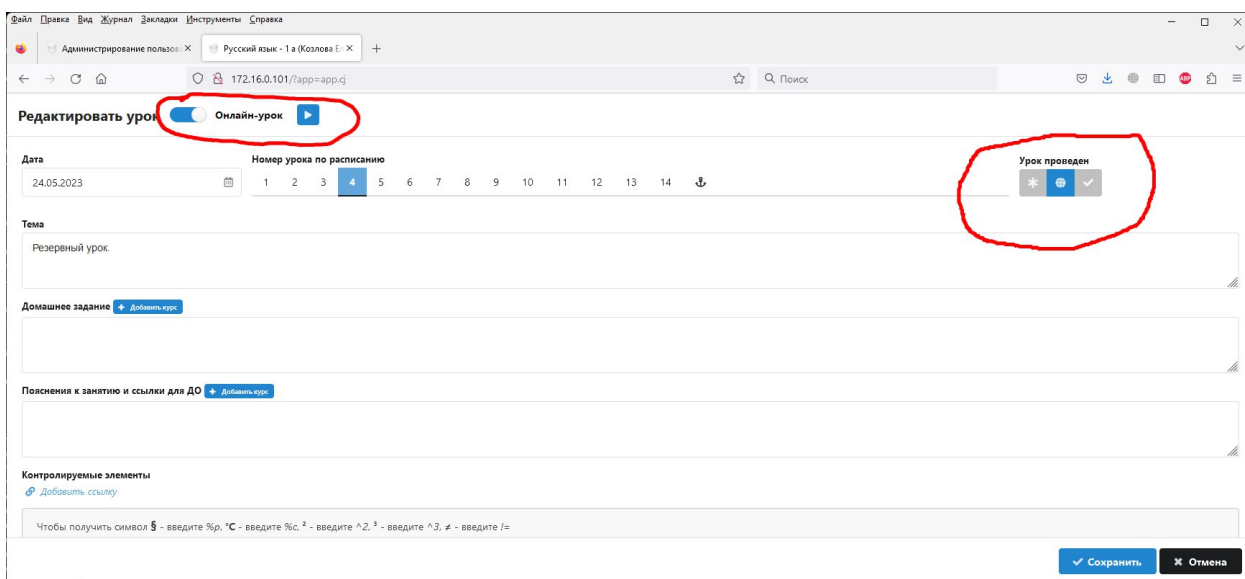 Файл Правка Вид Журнал Закладки Инструменты Справка
Администрирование пользов
Русский язык - 1 а (Козлова Ел
172.16.0.101/?app=app.cj
Поиск
ABP
Редактировать урок
Онлайн-урок
Дата
Номер урока по расписанию
Урок проведен
24.05.2023
1 2 3 4 5 6 7 8 9 10 11 12 13 14
Тема
Резервный урок.
Домашнее задание + Добавить курс
Пояснения к занятию и ссылки для ДО + Добавить курс
Контролируемые элементы
Добавить ссылку
Чтобы получить символ § - введите %p, °C - введите %c, ² - введите ^2, ³ - введите ^3, ≠ - введите !=
Сохранить
Отмена